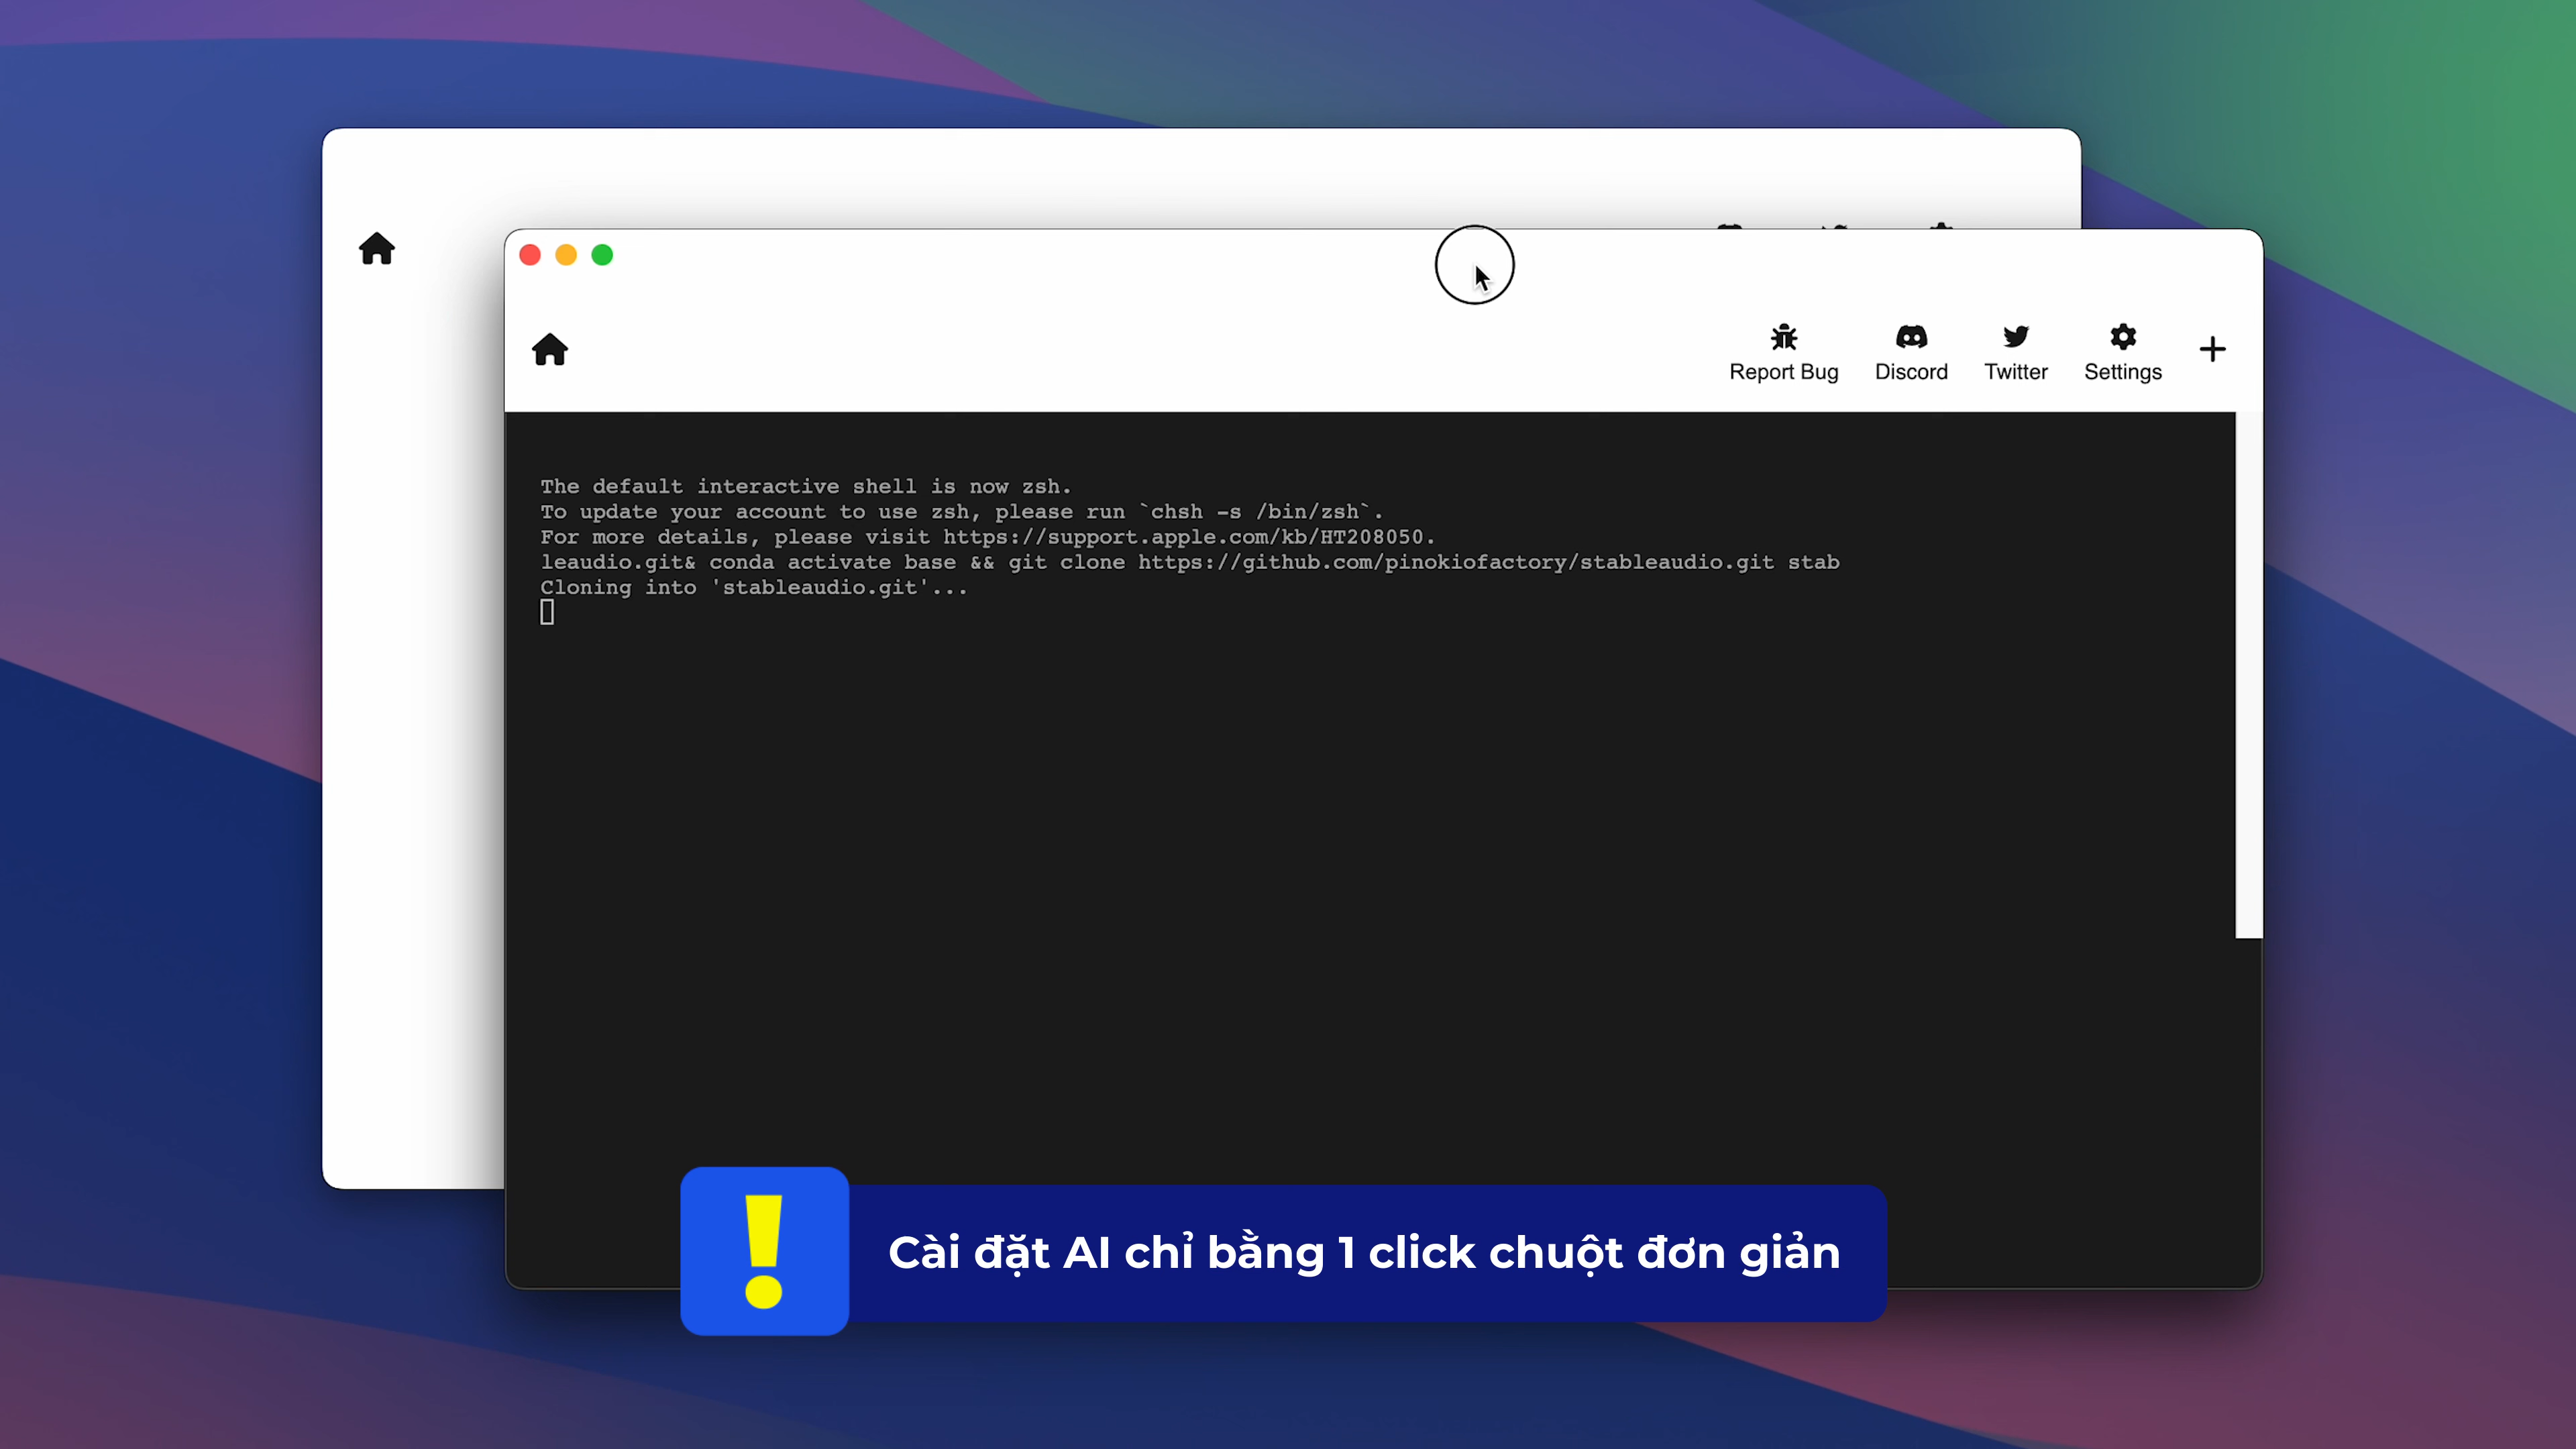 Report Bug
Discord
Twitter
Settings
The default interactive shell is now zsh.
To update your account to use zsh, please run `chsh -s /bin/zsh`.
For more details, please visit https://support.apple.com/kb/HT208050.
leaudio.git& conda activate base && git clone https://github.com/pinokiofactory/stableaudio.git stab
Cloning into 'stableaudio.git'...
Cài đặt AI chỉ bằng 1 click chuột đơn giản